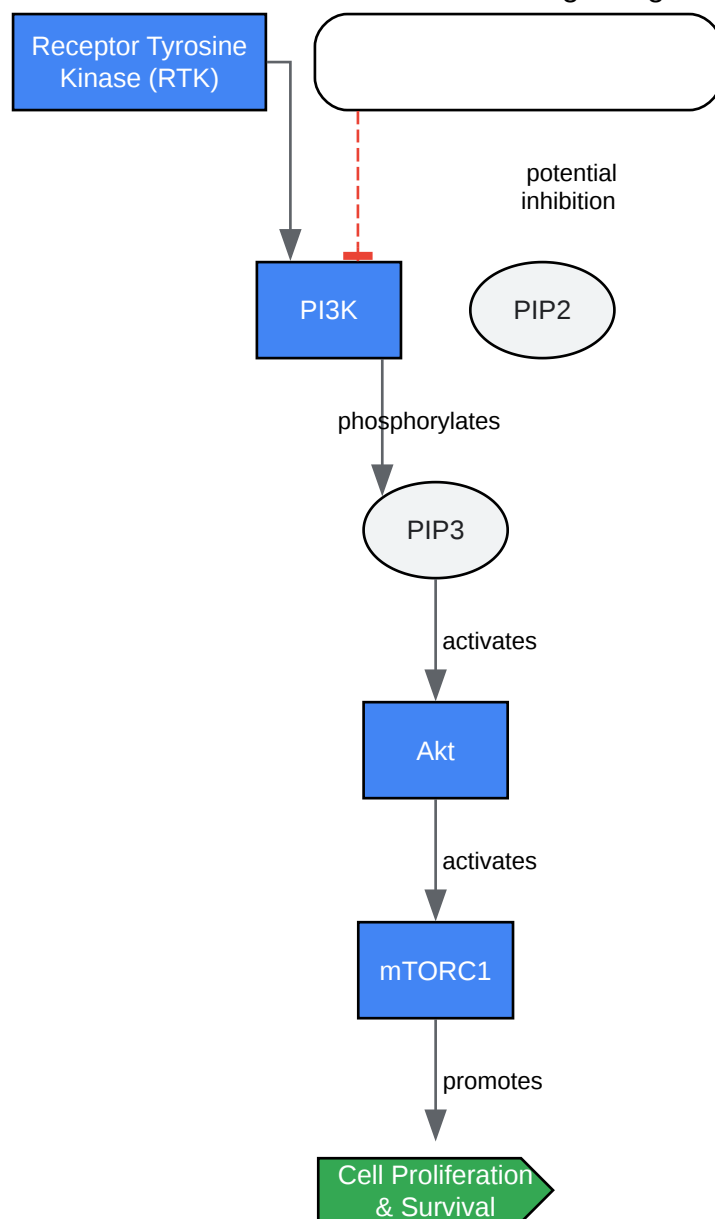 Receptor Tyrosine
Kinase (RTK)
potential
inhibition
PI3K
PIP2
phosphorylates
PIP3
activates
Akt
activates
mTORC1
promotes
Cell Proliferation
& Survival